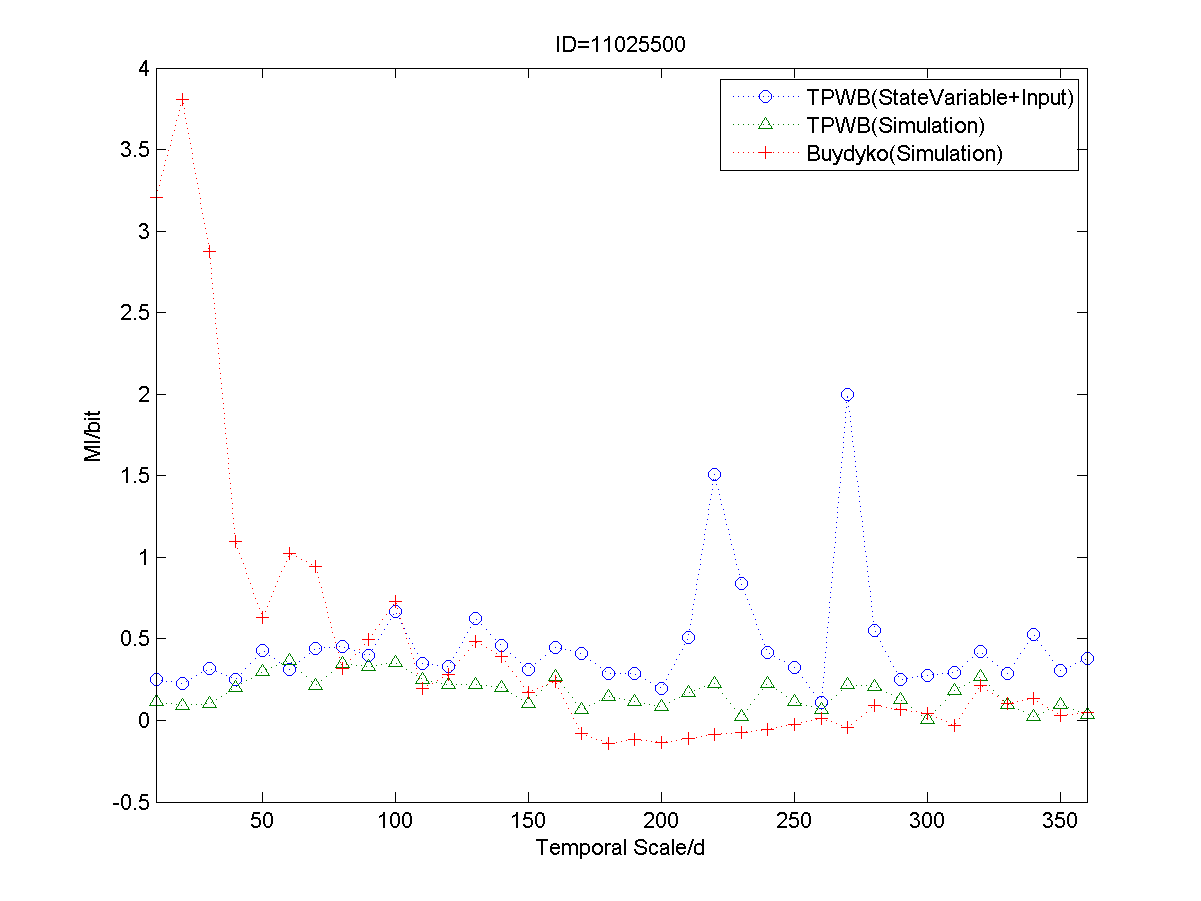 ID=11025500
4
3.5
3
2.5
2
1.5
1
0.5
0
-0.5
MI/bit
TPWB(StateVariable+Input)
TPWB(Simulation)
Buydyko(Simulation)
50 100 150 200 250 300 350
Temporal Scale/d